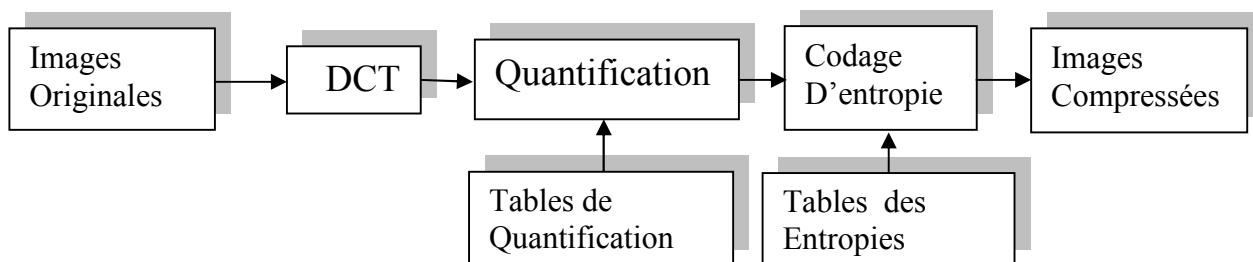 Images
Originales
DCT
Quantification
Codage
D’entropie
Images
Compressées
Tables de
Quantification
Tables des
Entropies